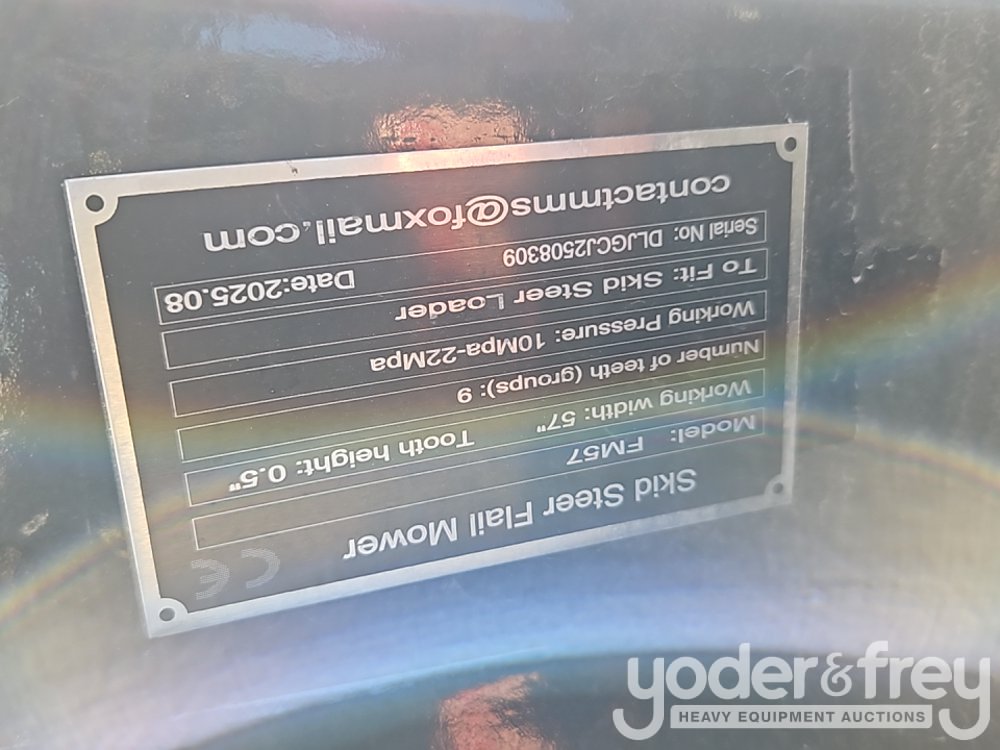 Skid Steer Flail Mower CE
Model: FM57
Working width: 57" Tooth height: 0.5"
Number of teeth (groups): 9
Working Pressure: 10Mpa-22Mpa
To Fit: Skid Steer Loader
Serial No: DLJGCJ2508309 Date:2025.08
contactmms@foxmail.com
yoder&frey
HEAVY EQUIPMENT AUCTIONS